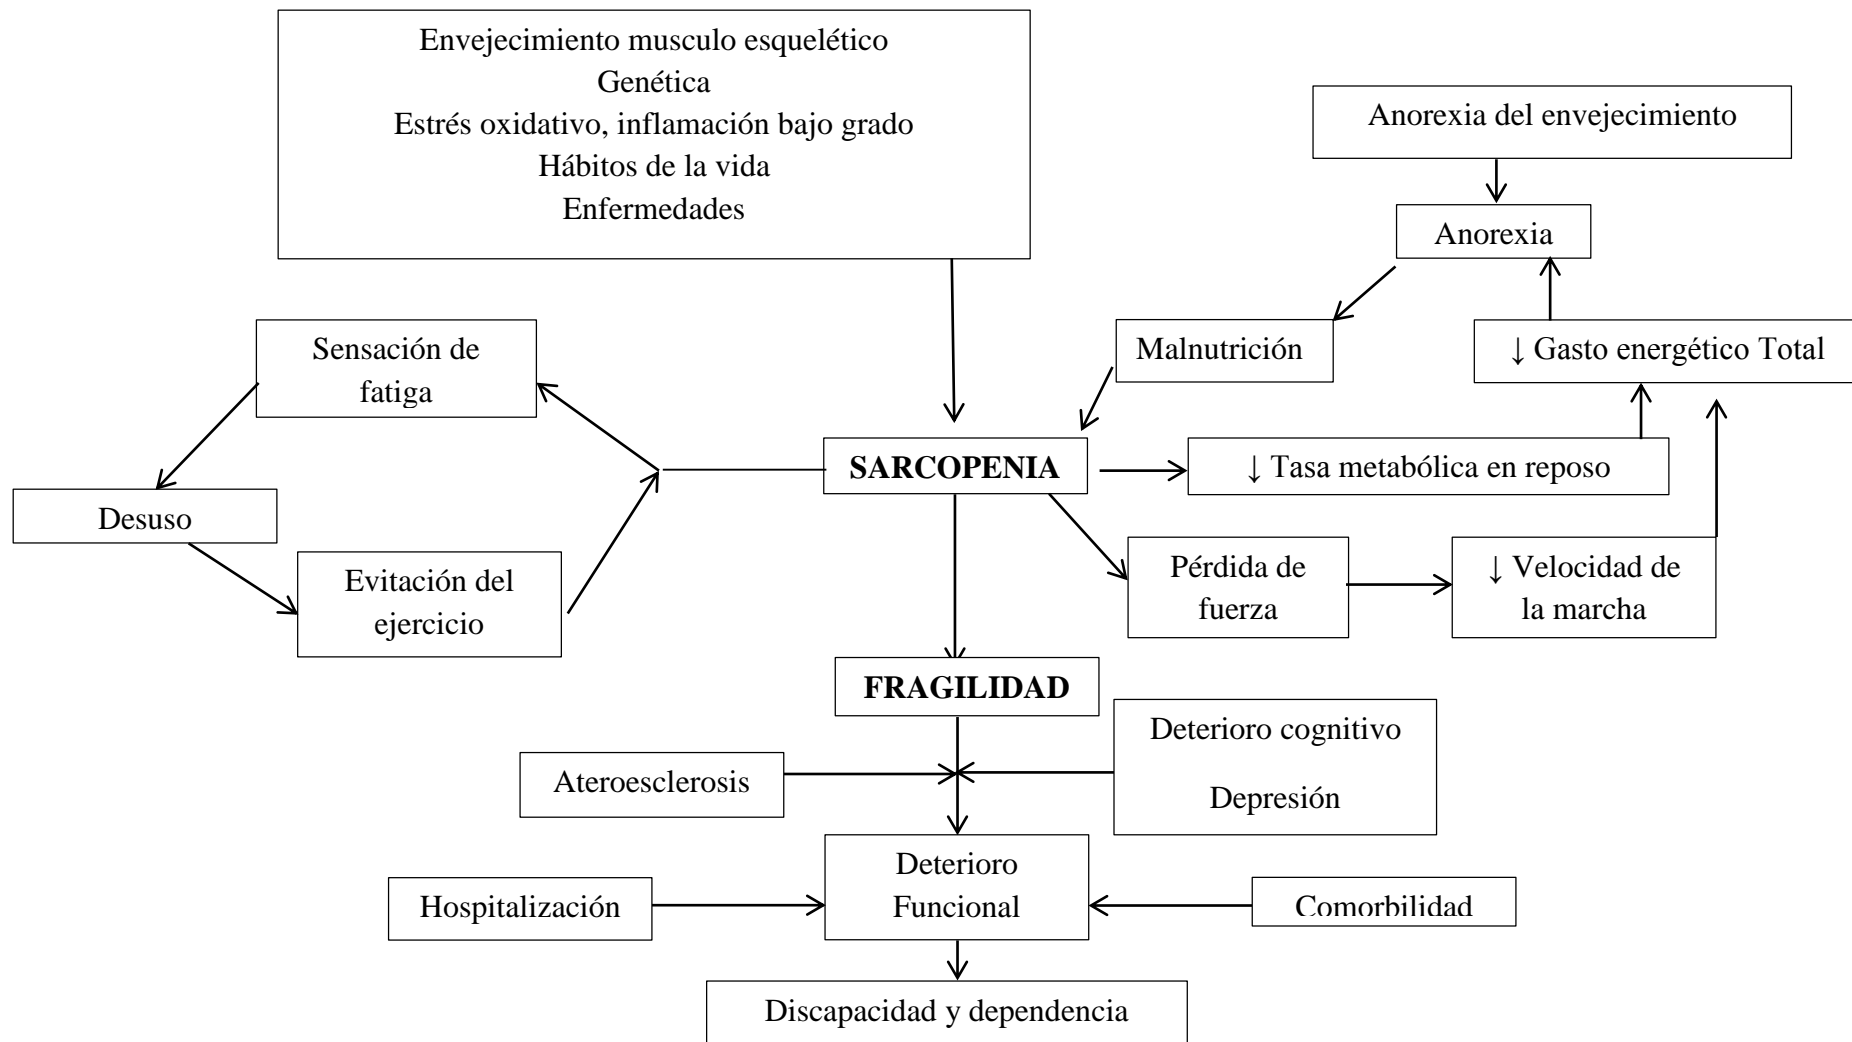 Envejecimiento musculo esquelético
Genética
Estrés oxidativo, inflamación bajo grado
Hábitos de la vida
Enfermedades
Anorexia del envejecimiento
Anorexia
Sensación de
fatiga
Malnutrición
↓ Gasto energético Total
SARCOPENIA
↓ Tasa metabólica en reposo
Desuso
Evitación del
ejercicio
Pérdida de
fuerza
↓ Velocidad de
la marcha
FRAGILIDAD
Ateroesclerosis
Deterioro cognitivo
Depresión
Deterioro
Funcional
Hospitalización
Comorbilidad
Discapacidad y dependencia